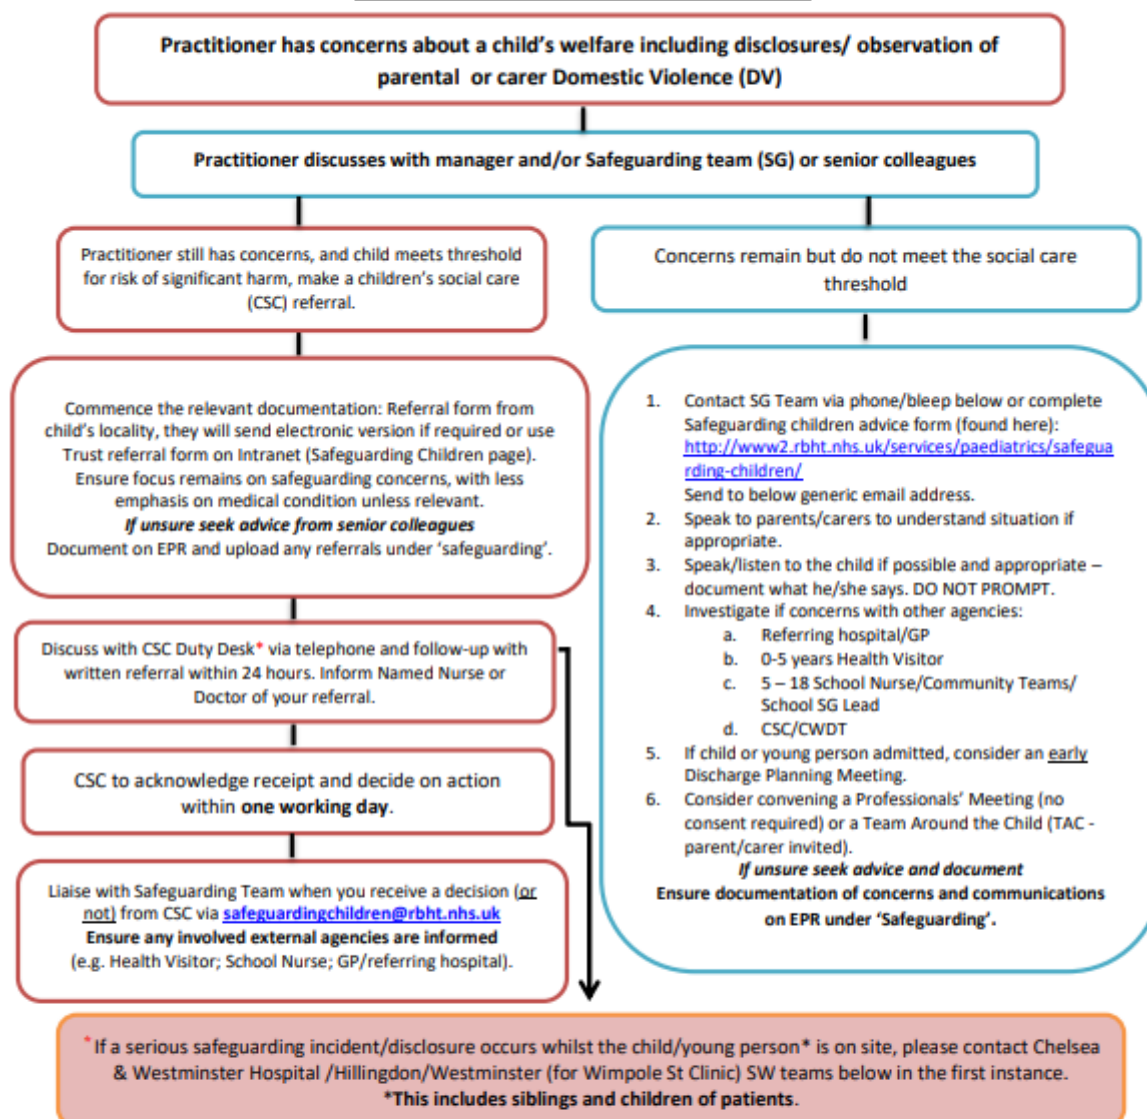 Practitioner has concerns about a child's welfare including disclosures/ observation of
parental or carer Domestic Violence (DV)
Practitioner discusses with manager and/or Safeguarding team (SG) or senior colleagues
Practitioner still has concerns, and child meets threshold
for risk of significant harm, make a children's social care
(CSC) referral.
Commence the relevant documentation: Referral form from
child's locality, they will send electronic version if required or use
Trust referral form on Intranet (Safeguarding Children page).
Ensure focus remains on safeguarding concerns, with less
emphasis on medical condition unless relevant.
If unsure seek advice from senior colleagues
Document on EPR and upload any referrals under 'safeguarding'.
Discuss with CSC Duty Desk* via telephone and follow-up with
written referral within 24 hours. Inform Named Nurse or
Doctor of your referral.
CSC to acknowledge receipt and decide on action
within one working day.
Liaise with Safeguarding Team when you receive a decision (or
not) from CSC via safeguardingchildren@rbht.nhs.uk
Ensure any involved external agencies are informed
(e.g. Health Visitor; School Nurse; GP/referring hospital).
Concerns remain but do not meet the social care
threshold
1. Contact SG Team via phone/bleep below or complete
Safeguarding children advice form (found here):
http://www2.rbht.nhs.uk/services/paediatrics/safegua
rding-children/
Send to below generic email address.
2. Speak to parents/carers to understand situation if
appropriate.
3. Speak/listen to the child if possible and appropriate –
document what he/she says. DO NOT PROMPT.
4. Investigate if concerns with other agencies:
a. Referring hospital/GP
b. 0-5 years Health Visitor
c. 5 – 18 School Nurse/Community Teams/
School SG Lead
d. CSC/CWDT
5. If child or young person admitted, consider an early
Discharge Planning Meeting.
6. Consider convening a Professionals' Meeting (no
consent required) or a Team Around the Child (TAC -
parent/carer invited).
If unsure seek advice and document
Ensure documentation of concerns and communications
on EPR under 'Safeguarding'.
* If a serious safeguarding incident/disclosure occurs whilst the child/young person* is on site, please contact Chelsea
& Westminster Hospital /Hillingdon/Westminster (for Wimpole St Clinic) SW teams below in the first instance.
*This includes siblings and children of patients.